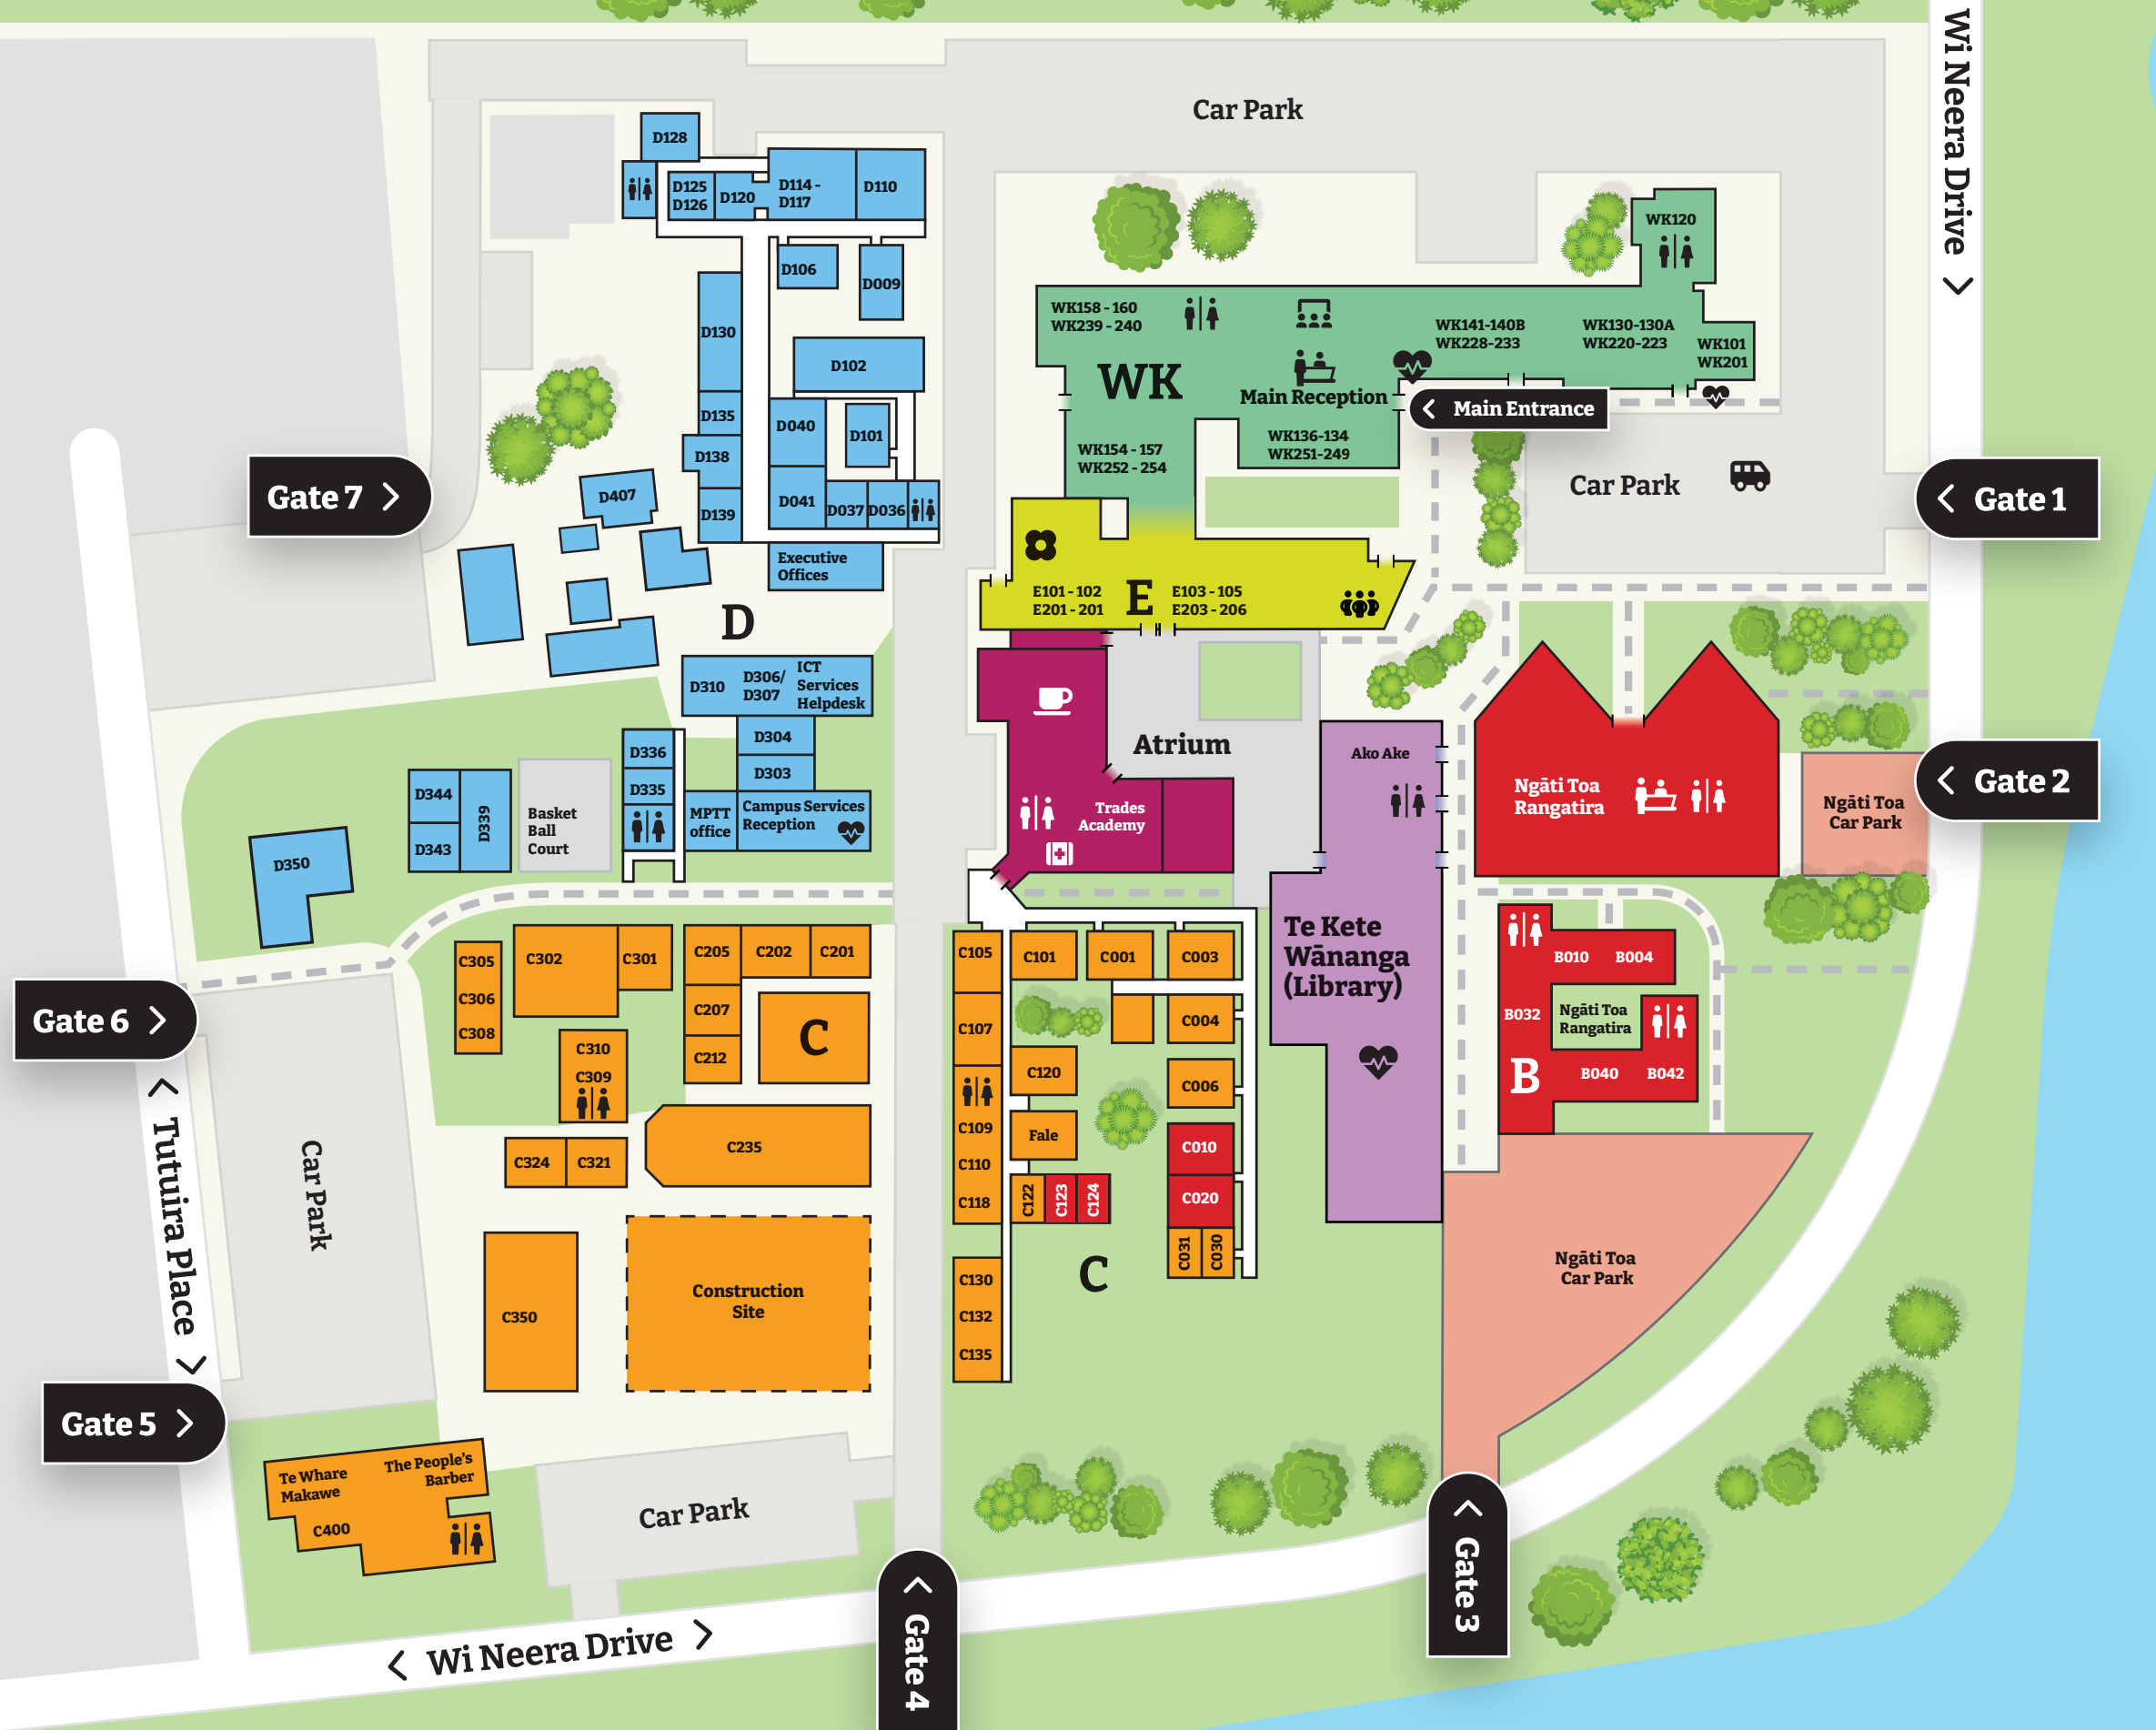 Car Park
Wi Neera Drive
D128
D125
D126
D120
D114 -
D117
D110
D106
D009
D130
D102
D135
D040
D101
D138
D041
D037
D036
D139
Executive
Offices
D407
D
Gate 7
WK120
WK158 - 160
WK239 - 240
WK141-140B
WK228-233
WK130-130A
WK220-223
WK101
WK201
WK
Main Reception
Main Entrance
WK136-134
WK251-249
WK154 - 157
WK252 - 254
Car Park
Gate 1
E101 - 102
E201 - 201
E
E103 - 105
E203 - 206
D310
D306/
D307
ICT
Services
Helpdesk
D304
D303
D336
D335
MPTT
office
Campus Services
Reception
D344
D343
D339
Basket
Ball
Court
D350
Atrium
Trades
Academy
Ako Ake
Ngāti Toa
Rangatira
Ngāti Toa
Car Park
Gate 2
Te Kete
Wānanga
(Library)
B010
B004
B032
Ngāti Toa
Rangatira
B
B040
B042
Ngāti Toa
Car Park
C305
C306
C308
C302
C301
C205
C202
C201
C207
C212
C
C310
C309
C235
C324
C321
C350
Construction
Site
C105
C107
C109
C110
C118
C130
C132
C135
C101
C001
C003
C004
C120
C006
Fale
C010
C020
C122
C123
C124
C031
C030
C
Gate 6
Tutuira Place
Car Park
Gate 5
Te Whare
Makawe
The People's
Barber
C400
Car Park
Wi Neera Drive
Gate 4
Gate 3